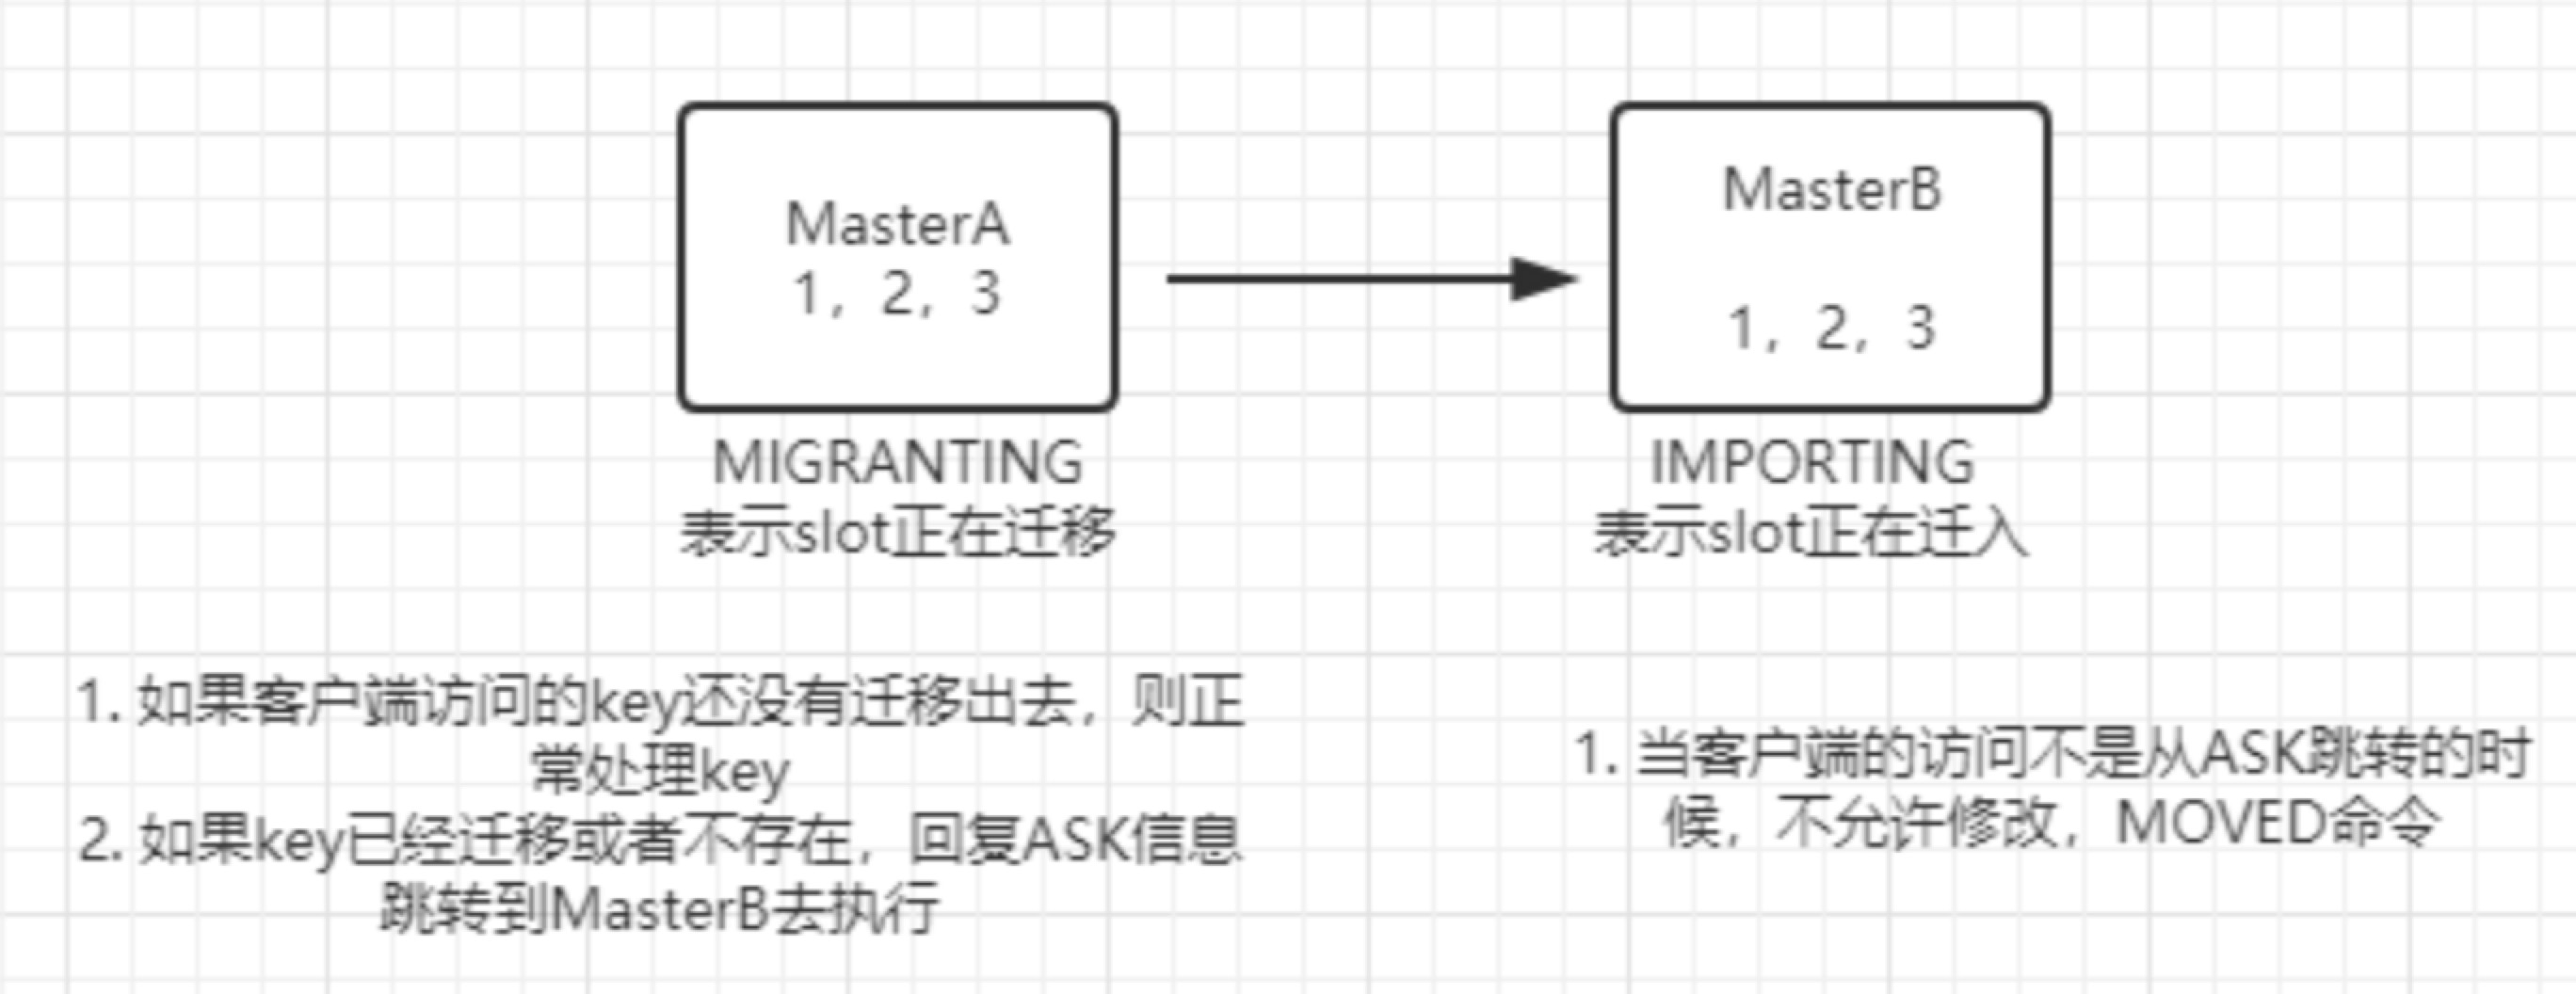 MasterA
1，2，3
MIGRANTING
表示slot正在迁移
1. 如果客户端访问的key还没有迁移出去，则正
常处理key
2. 如果key已经迁移或者不存在，回复ASK信息
跳转到MasterB去执行
MasterB
1，2，3
IMPORTING
表示slot正在迁入
1. 当客户端的访问不是从ASK跳转的时
候，不允许修改，MOVED命令